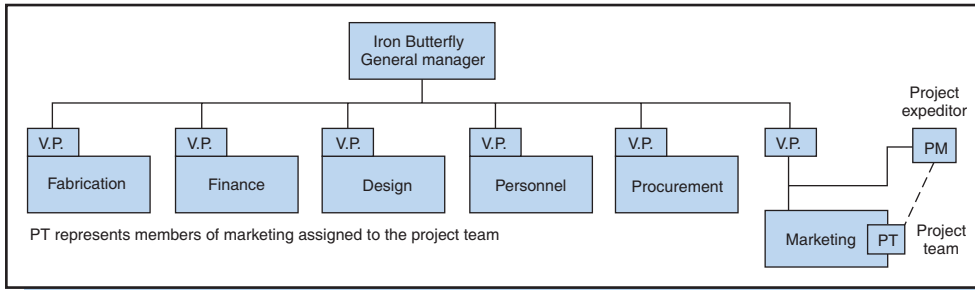 Iron Butterfly
General manager
Project
expeditor
V.P.
V.P.
V.P.
V.P.
V.P.
V.P.
PM
Fabrication
Finance
Design
Personnel
Procurement
PT represents members of marketing assigned to the project team
Marketing
PT
Project
team